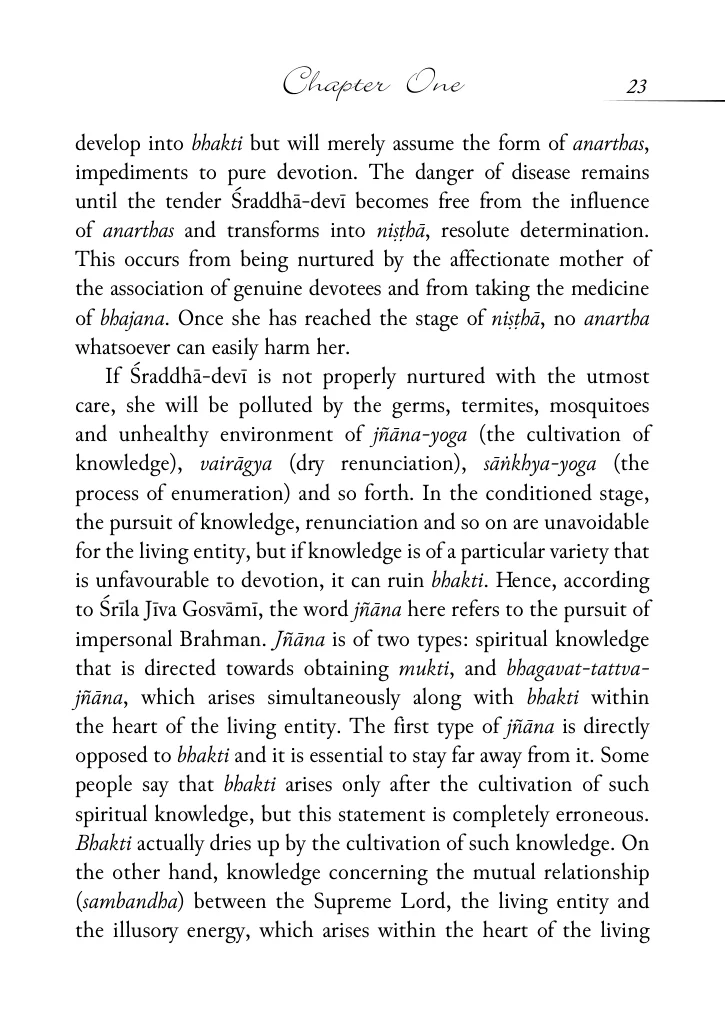 Chapter One
23
develop into bhakti but will merely assume the form of anarthas,
impediments to pure devotion. The danger of disease remains
until the tender Śraddhā-devī becomes free from the influence
of anarthas and transforms into niṣṭhā, resolute determination.
This occurs from being nurtured by the affectionate mother of
the association of genuine devotees and from taking the medicine
of bhajana. Once she has reached the stage of niṣṭhā, no anartha
whatsoever can easily harm her.
If Śraddhā-devī is not properly nurtured with the utmost
care, she will be polluted by the germs, termites, mosquitoes
and unhealthy environment of jñāna-yoga (the cultivation of
knowledge), vairāgya (dry renunciation), sāṅkhya-yoga (the
process of enumeration) and so forth. In the conditioned stage,
the pursuit of knowledge, renunciation and so on are unavoidable
for the living entity, but if knowledge is of a particular variety that
is unfavourable to devotion, it can ruin bhakti. Hence, according
to Śrīla Jīva Gosvāmī, the word jñāna here refers to the pursuit of
impersonal Brahman. Jñāna is of two types: spiritual knowledge
that is directed towards obtaining mukti, and bhagavat-tattva-
jñāna, which arises simultaneously along with bhakti within
the heart of the living entity. The first type of jñāna is directly
opposed to bhakti and it is essential to stay far away from it. Some
people say that bhakti arises only after the cultivation of such
spiritual knowledge, but this statement is completely erroneous.
Bhakti actually dries up by the cultivation of such knowledge. On
the other hand, knowledge concerning the mutual relationship
(sambandha) between the Supreme Lord, the living entity and
the illusory energy, which arises within the heart of the living